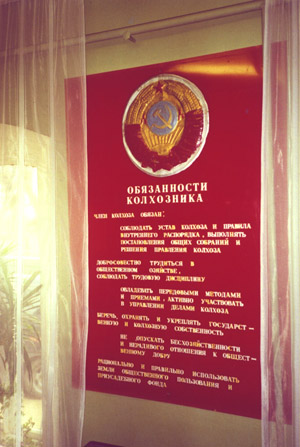 ОБЯЗАННОСТИ
КОЛХОЗНИКА
ЧЛЕН КОЛХОЗА ОБЯЗАН:
СОБЛЮДАТЬ УСТАВ КОЛХОЗА И ПРАВИЛА
ВНУТРЕННЕГО РАСПОРЯДКА, ВЫПОЛНЯТЬ
ПОСТАНОВЛЕНИЯ ОБЩИХ СОБРАНИЙ И
РЕШЕНИЯ ПРАВЛЕНИЯ КОЛХОЗА
ДОБРОСОВЕСТНО ТРУДИТЬСЯ В
ОБЩЕСТВЕННОМ ОЗЯЙСТВЕ,
СОБЛЮДАТЬ ТРУДОВУЮ ДИСЦИПЛИНУ
ОВЛАДЕВАТЬ ПЕРЕДОВЫМИ МЕТОДАМИ
И ПРИЕМАМИ, АКТИВНО УЧАСТВОВАТЬ
В УПРАВЛЕНИИ ДЕЛАМИ КОЛХОЗА
БЕРЕЧЬ, ОХРАНЯТЬ И УКРЕПЛЯТЬ ГОСУДАРСТ-
ВЕННУЮ И КОЛХОЗНУЮ СОБСТВЕННОСТЬ
НЕ ДОПУСКАТЬ БЕСХОЗЯЙСТВЕННОСТИ
И НЕРАДИВОГО ОТНОШЕНИЯ К ОБЩЕСТ-
ВЕННОМУ ДОБРУ
РАЦИОНАЛЬНО И ПРАВИЛЬНО ИСПОЛЬЗОВАТЬ
ЗЕМЛИ ОБЩЕСТВЕННОГО ПОЛЬЗОВАНИЯ И
ПРИУСАДЕБНОГО ФОНДА